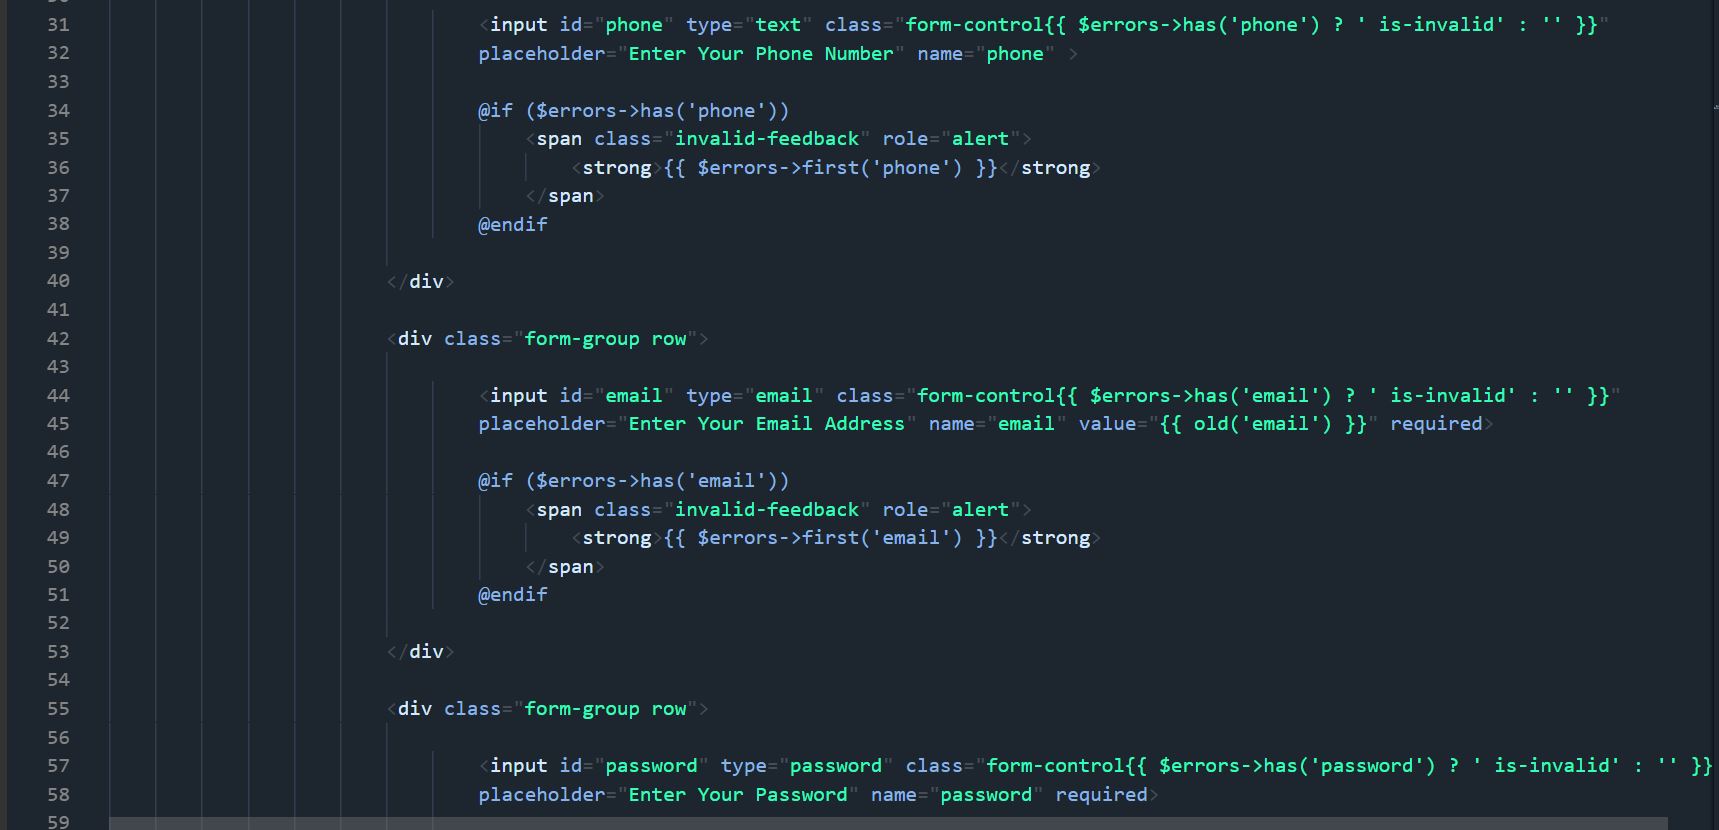 31 <input id="phone" type="text" class="form-control{{ $errors->has('phone') ? ' is-invalid' : '' }}"
32 placeholder="Enter Your Phone Number" name="phone" >
33
34 @if ($errors->has('phone'))
35 <span class="invalid-feedback" role="alert">
36 <strong>{{ $errors->first('phone') }}</strong>
37 </span>
38 @endif
39
40 </div>
41
42 <div class="form-group row">
43
44 <input id="email" type="email" class="form-control{{ $errors->has('email') ? ' is-invalid' : '' }}"
45 placeholder="Enter Your Email Address" name="email" value="{{ old('email') }}" required>
46
47 @if ($errors->has('email'))
48 <span class="invalid-feedback" role="alert">
49 <strong>{{ $errors->first('email') }}</strong>
50 </span>
51 @endif
52
53 </div>
54
55 <div class="form-group row">
56
57 <input id="password" type="password" class="form-control{{ $errors->has('password') ? ' is-invalid' : '' }}
58 placeholder="Enter Your Password" name="password" required>
59